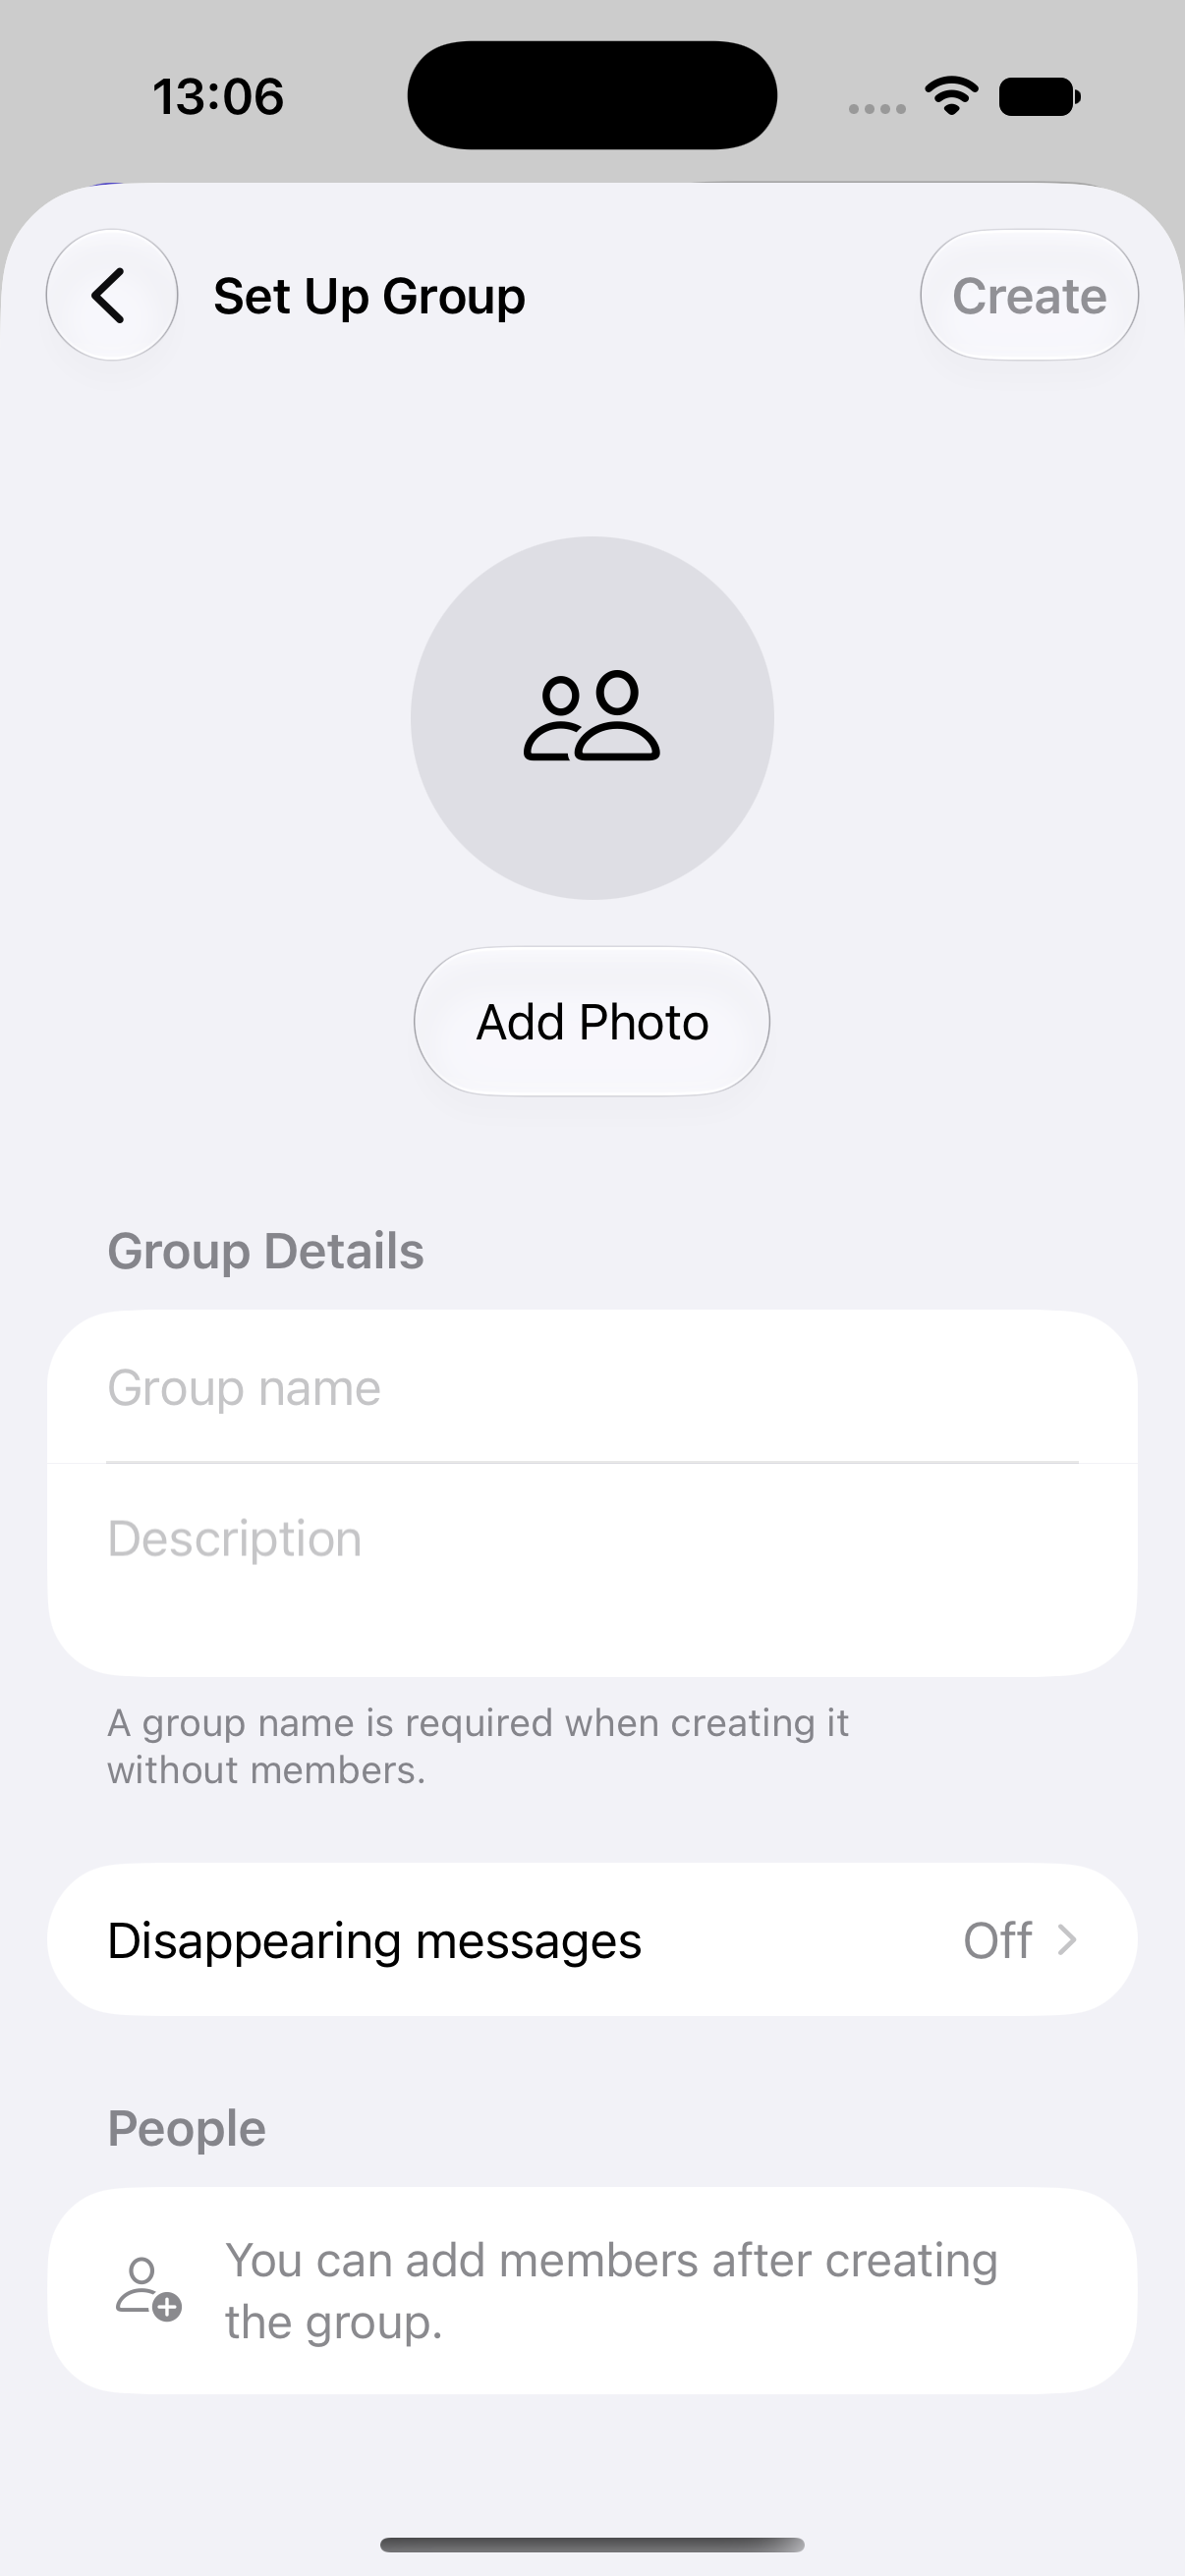 13:06
Set Up Group
Create
Add Photo
Group Details
Group name
Description
A group name is required when creating it
without members.
Disappearing messages
Off
People
You can add members after creating
the group.